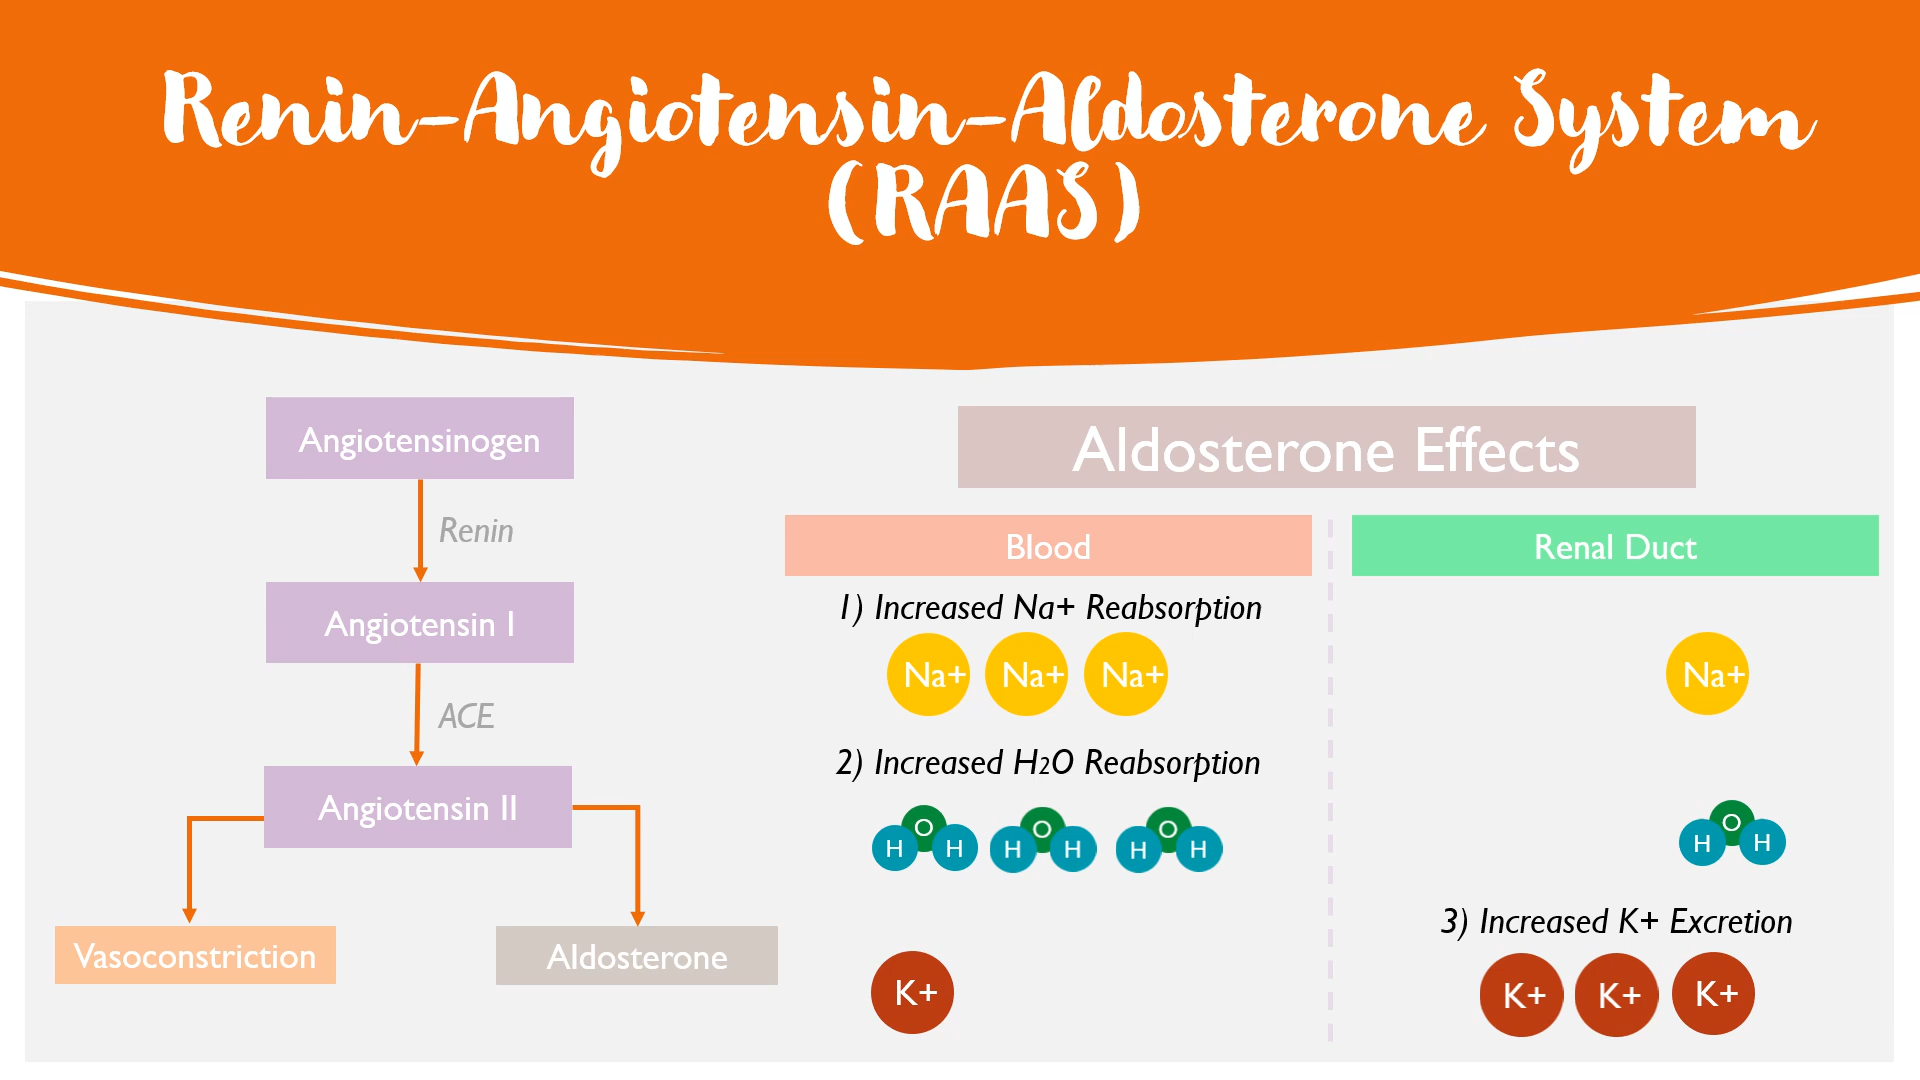 Renin-Angiotensin-Aldosterone System
(RAAS)
Angiotensinogen
Renin
Angiotensin I
ACE
Angiotensin II
Vasoconstriction
Aldosterone
Aldosterone Effects
Blood
Renal Duct
1) Increased Na+ Reabsorption
Na+ Na+ Na+
Na+
2) Increased H2O Reabsorption
H O H H O H H O H
H O H
3) Increased K+ Excretion
K+
K+ K+ K+